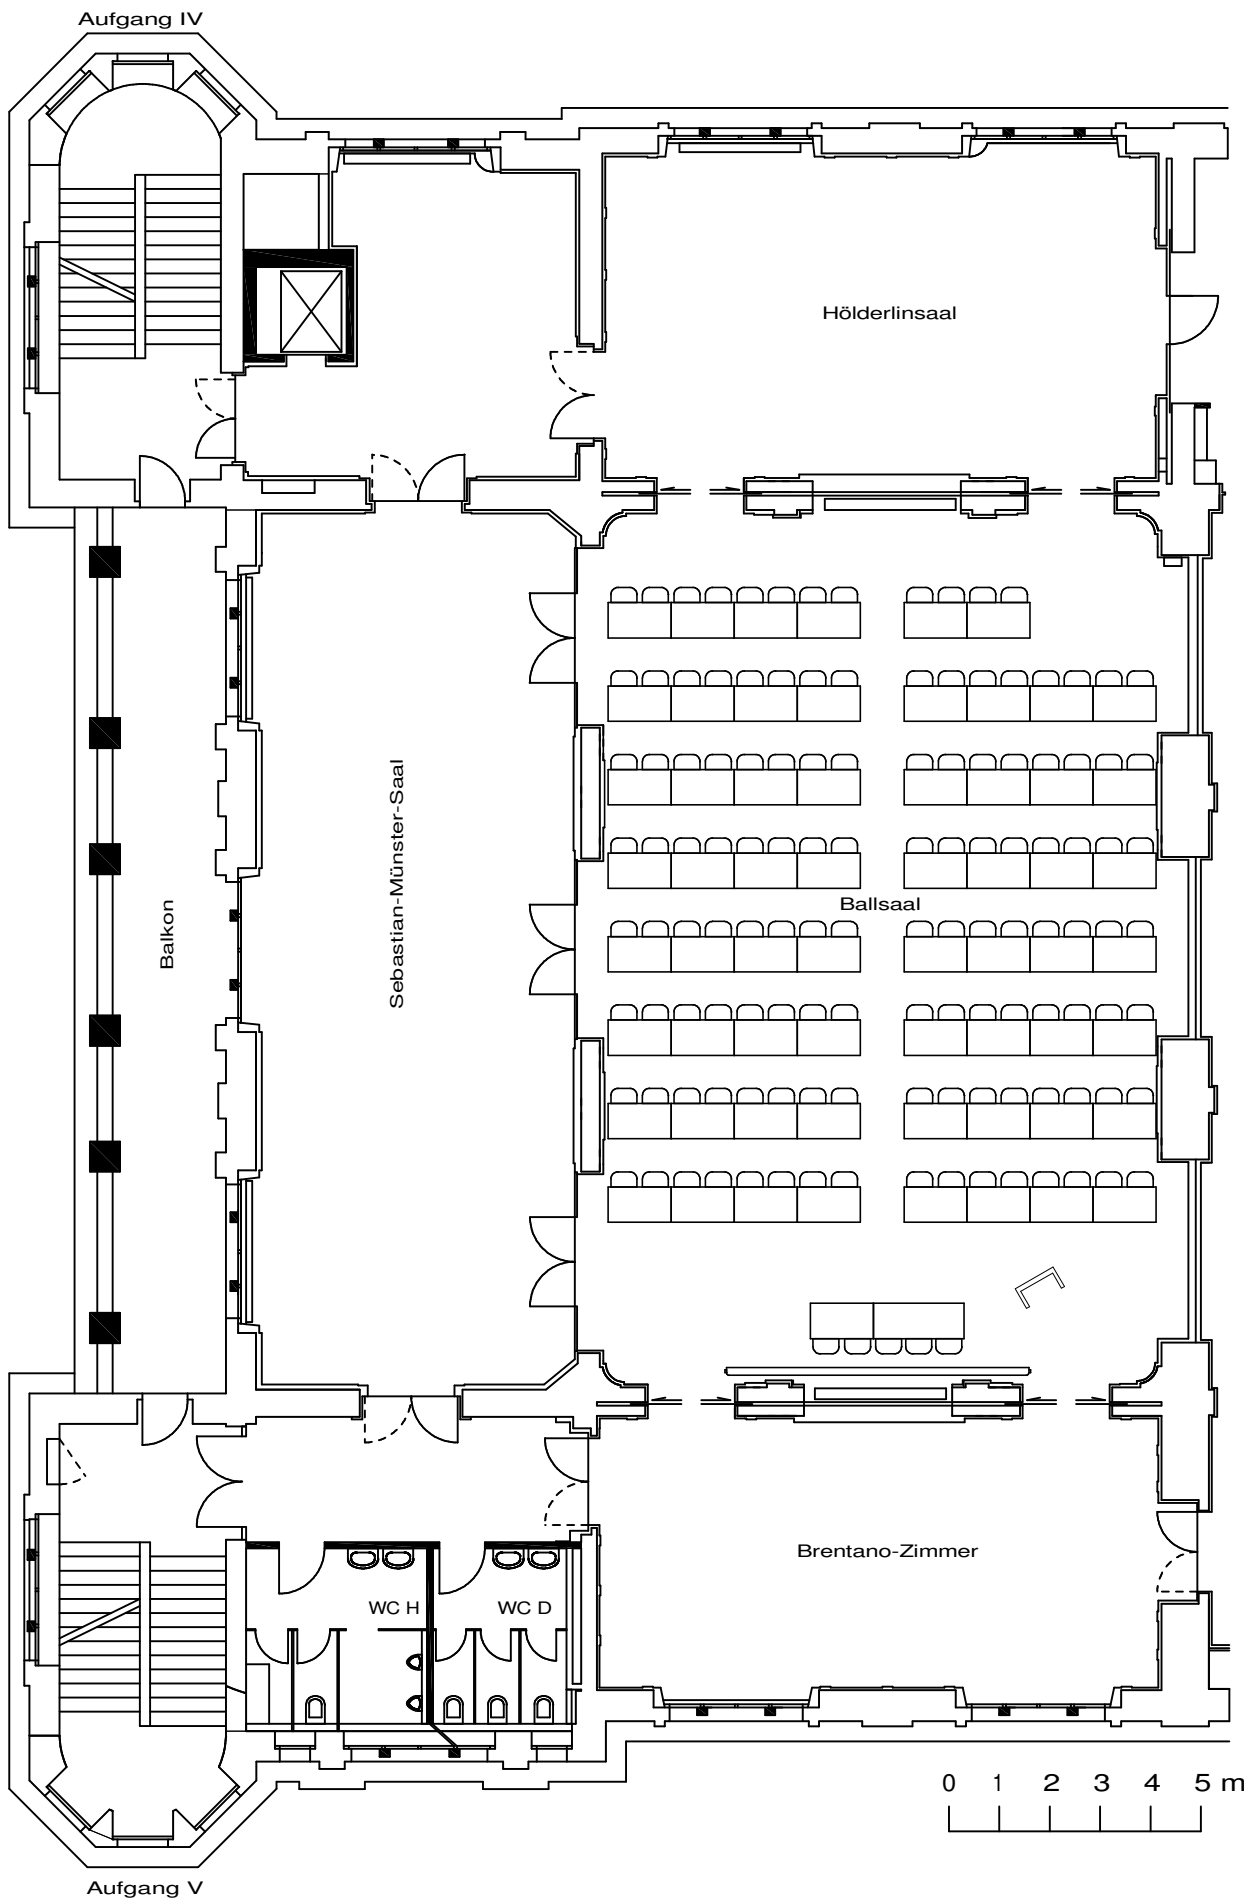 Aufgang IV
Hölderlinsaal
Sebastian-Münster-Saal
Balkon
Ballsaal
Brentano-Zimmer
WC H
WC D
0 1 2 3 4 5 m
Aufgang V